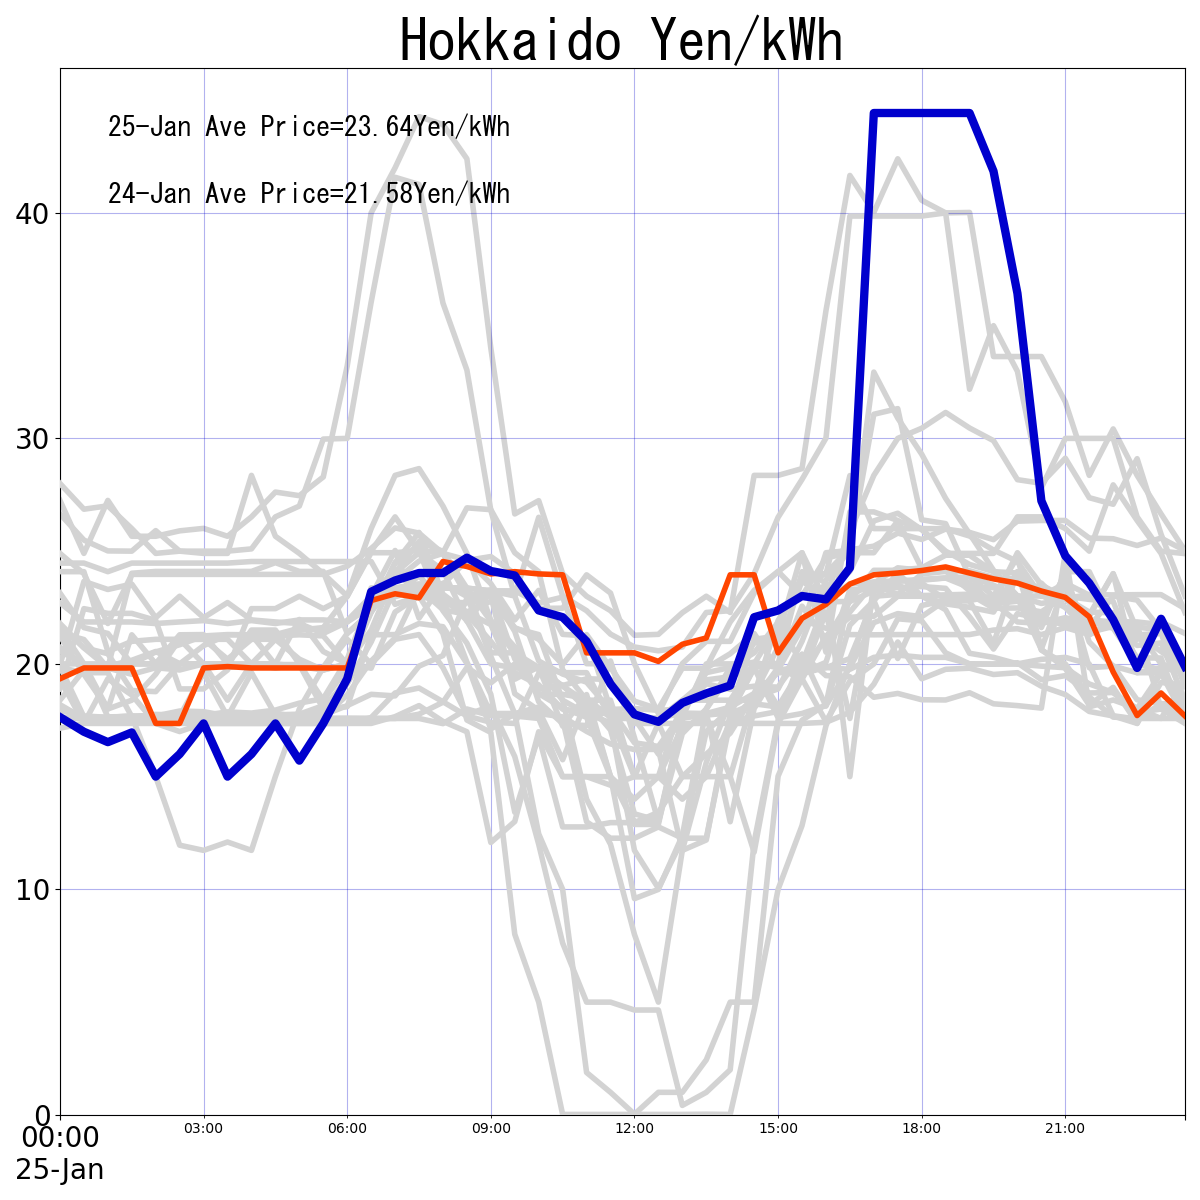 Hokkaido Yen/kWh
25-Jan Ave Price=23.64Yen/kWh
24-Jan Ave Price=21.58Yen/kWh
40
30
20
10
0
00:00 03:00 06:00 09:00 12:00 15:00 18:00 21:00
25-Jan